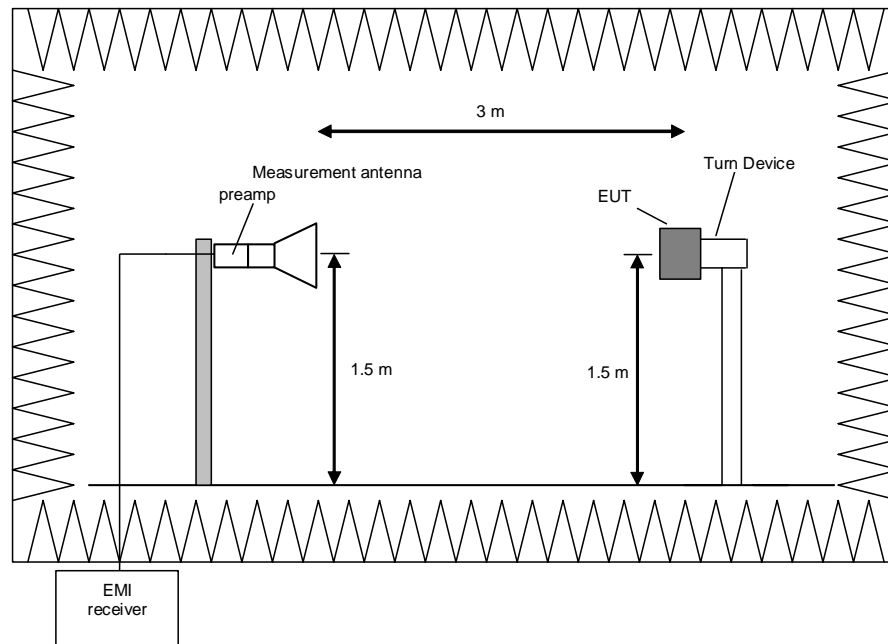 3 m
Measurement antenna
preamp
Turn Device
EUT
1.5 m
1.5 m
EMI
receiver